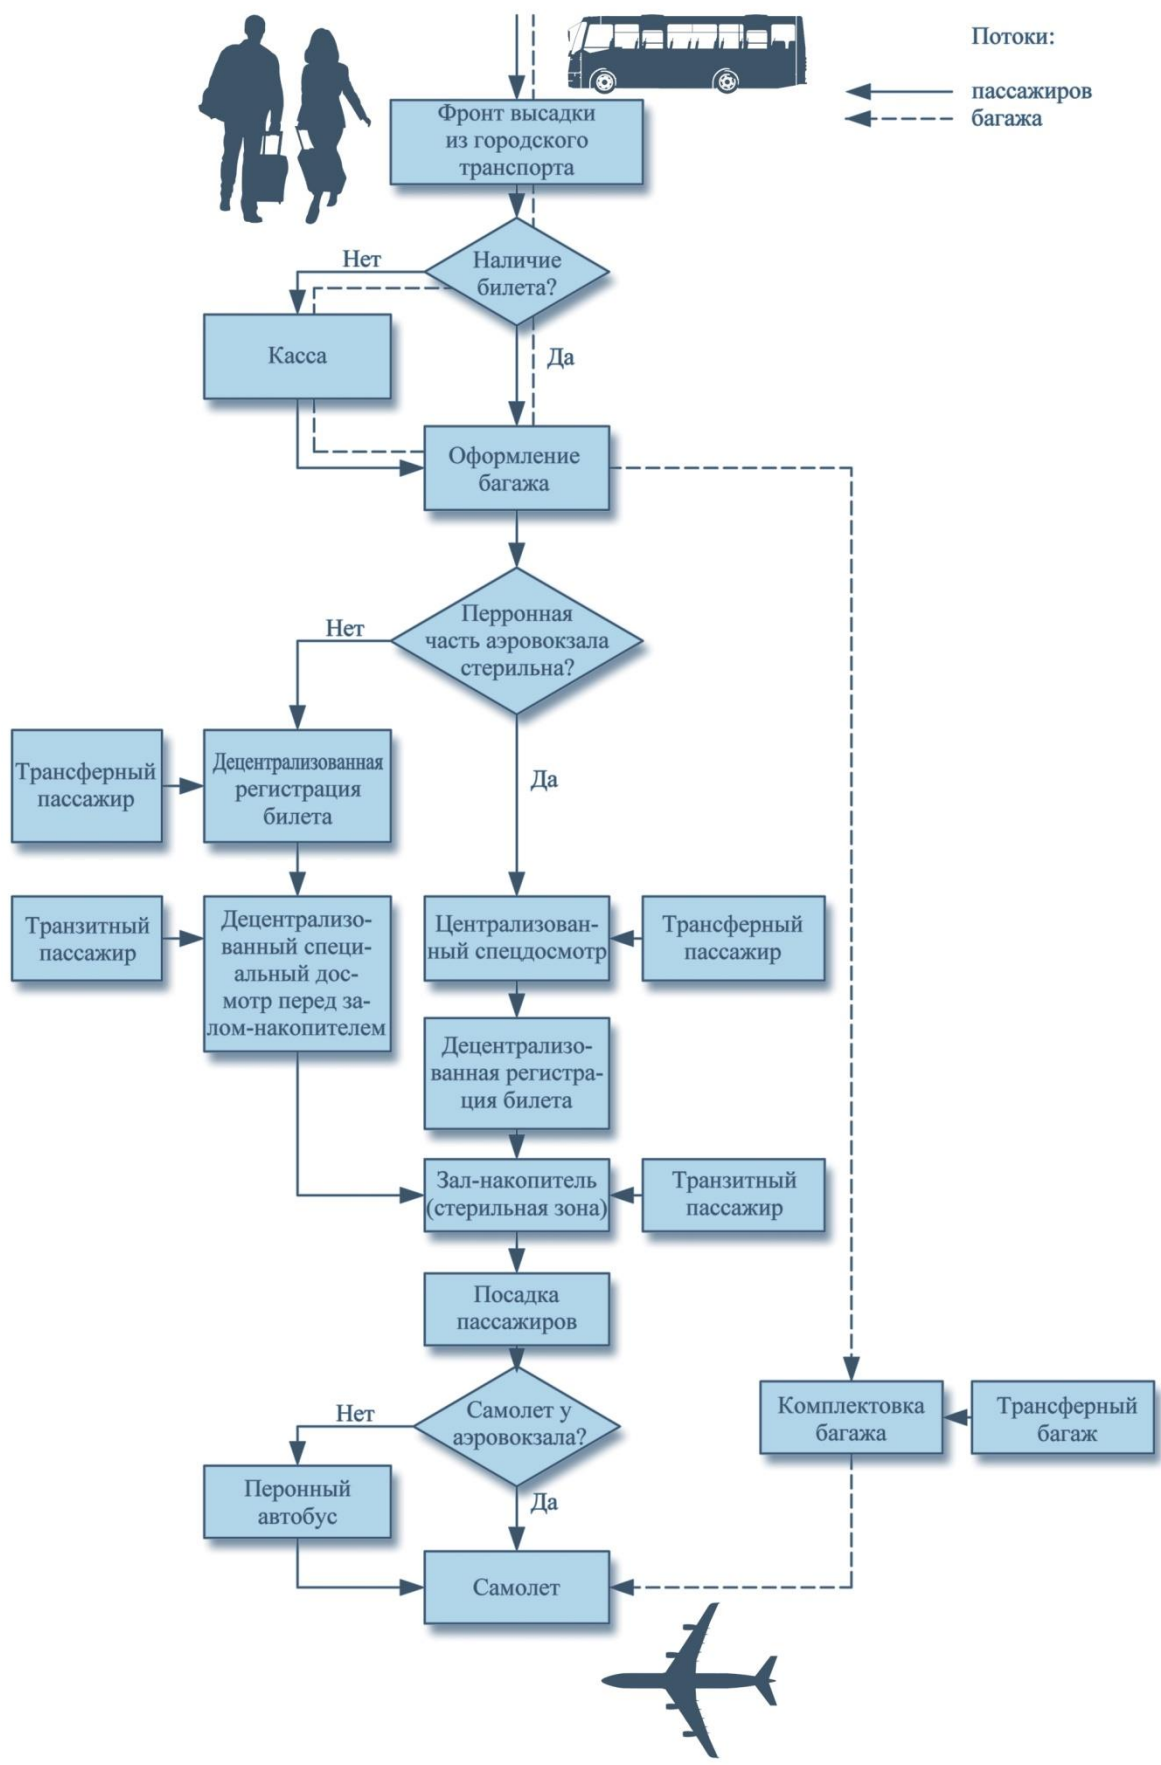 Потоки:
пассажиров
багажа
Фронт высадки
из городского
транспорта
Нет
Наличие
билета?
Касса
Да
Оформление
багажа
Перронная
часть аэровокзала
стерильна?
Нет
Трансферный
пассажир
Децентрализованная
регистрация
билета
Да
Транзитный
пассажир
Децентрализо-
ванный специ-
альный дос-
мотр перед за-
лом-накопителем
Централизован-
ный спецдосмотр
Трансферный
пассажир
Децентрализо-
ванная регистра-
ция билета
Зал-накопитель
(стерильная зона)
Транзитный
пассажир
Посадка
пассажиров
Нет
Самолет у
аэровокзала?
Комплектовка
багажа
Трансферный
багаж
Перонный
автобус
Да
Самолет